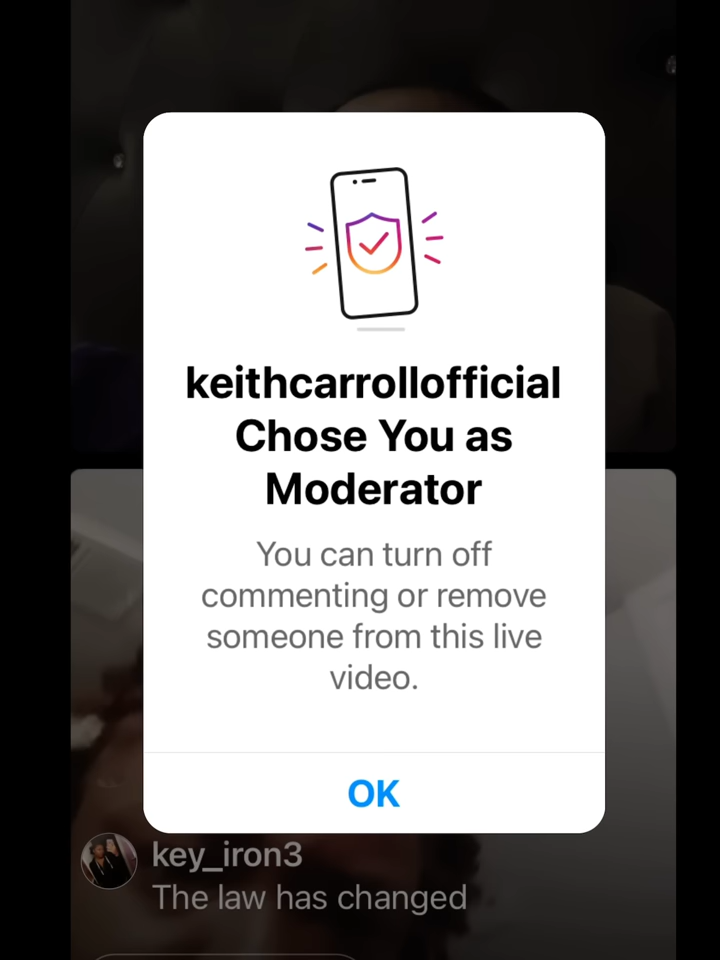 keithcarrollofficial
Chose You as
Moderator
You can turn off
commenting or remove
someone from this live
video.
OK
key_iron3
The law has changed